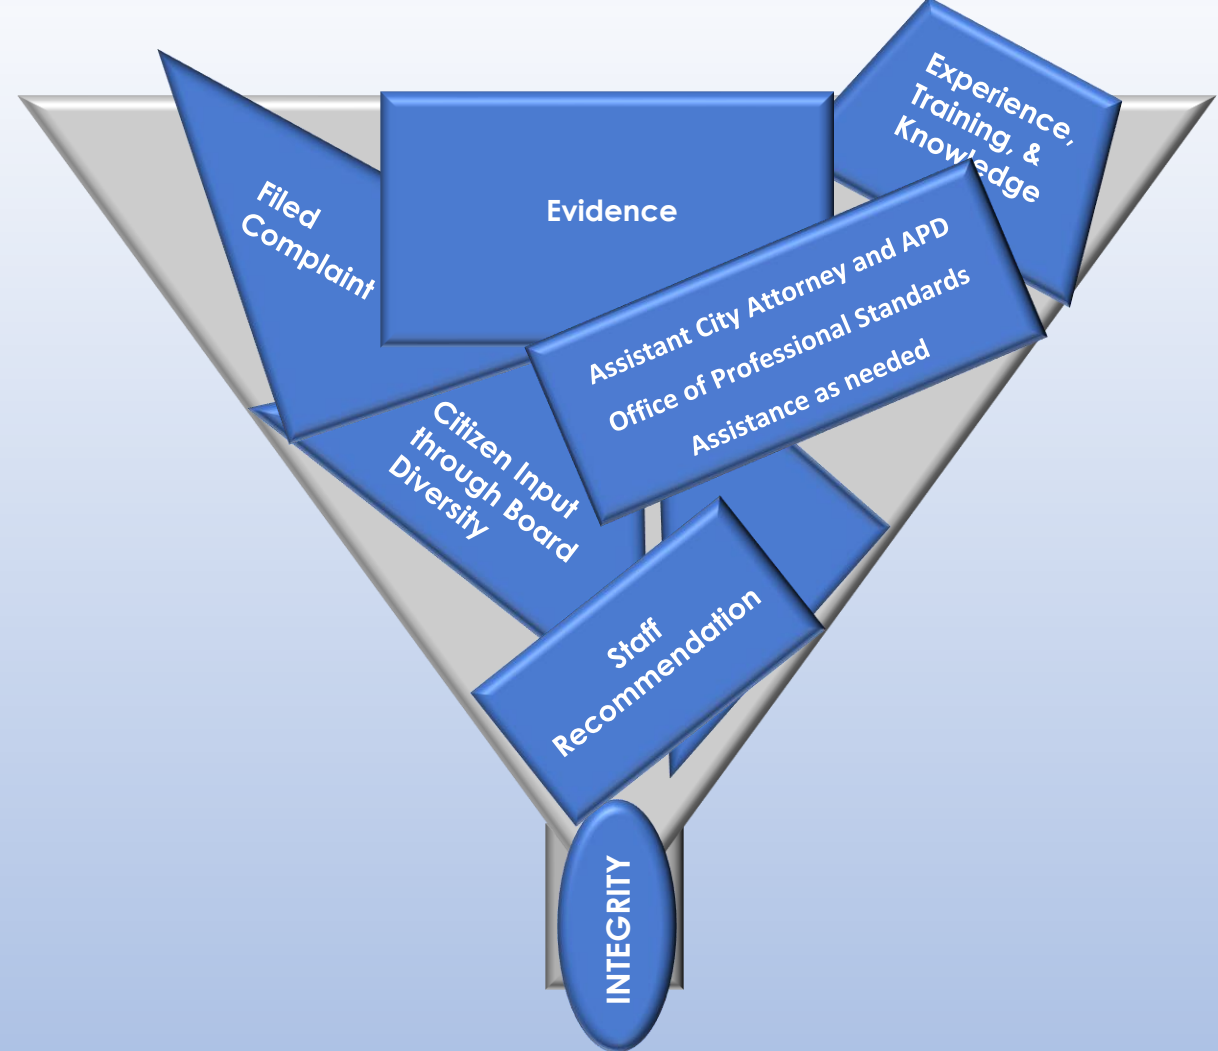 Experience,
Training, &
Knowledge
Filed
Complaint
Evidence
Assistant City Attorney and APD
Office of Professional Standards
Assistance as needed
Citizen Input
through Board
Diversity
Staff
Recommendation
INTEGRITY